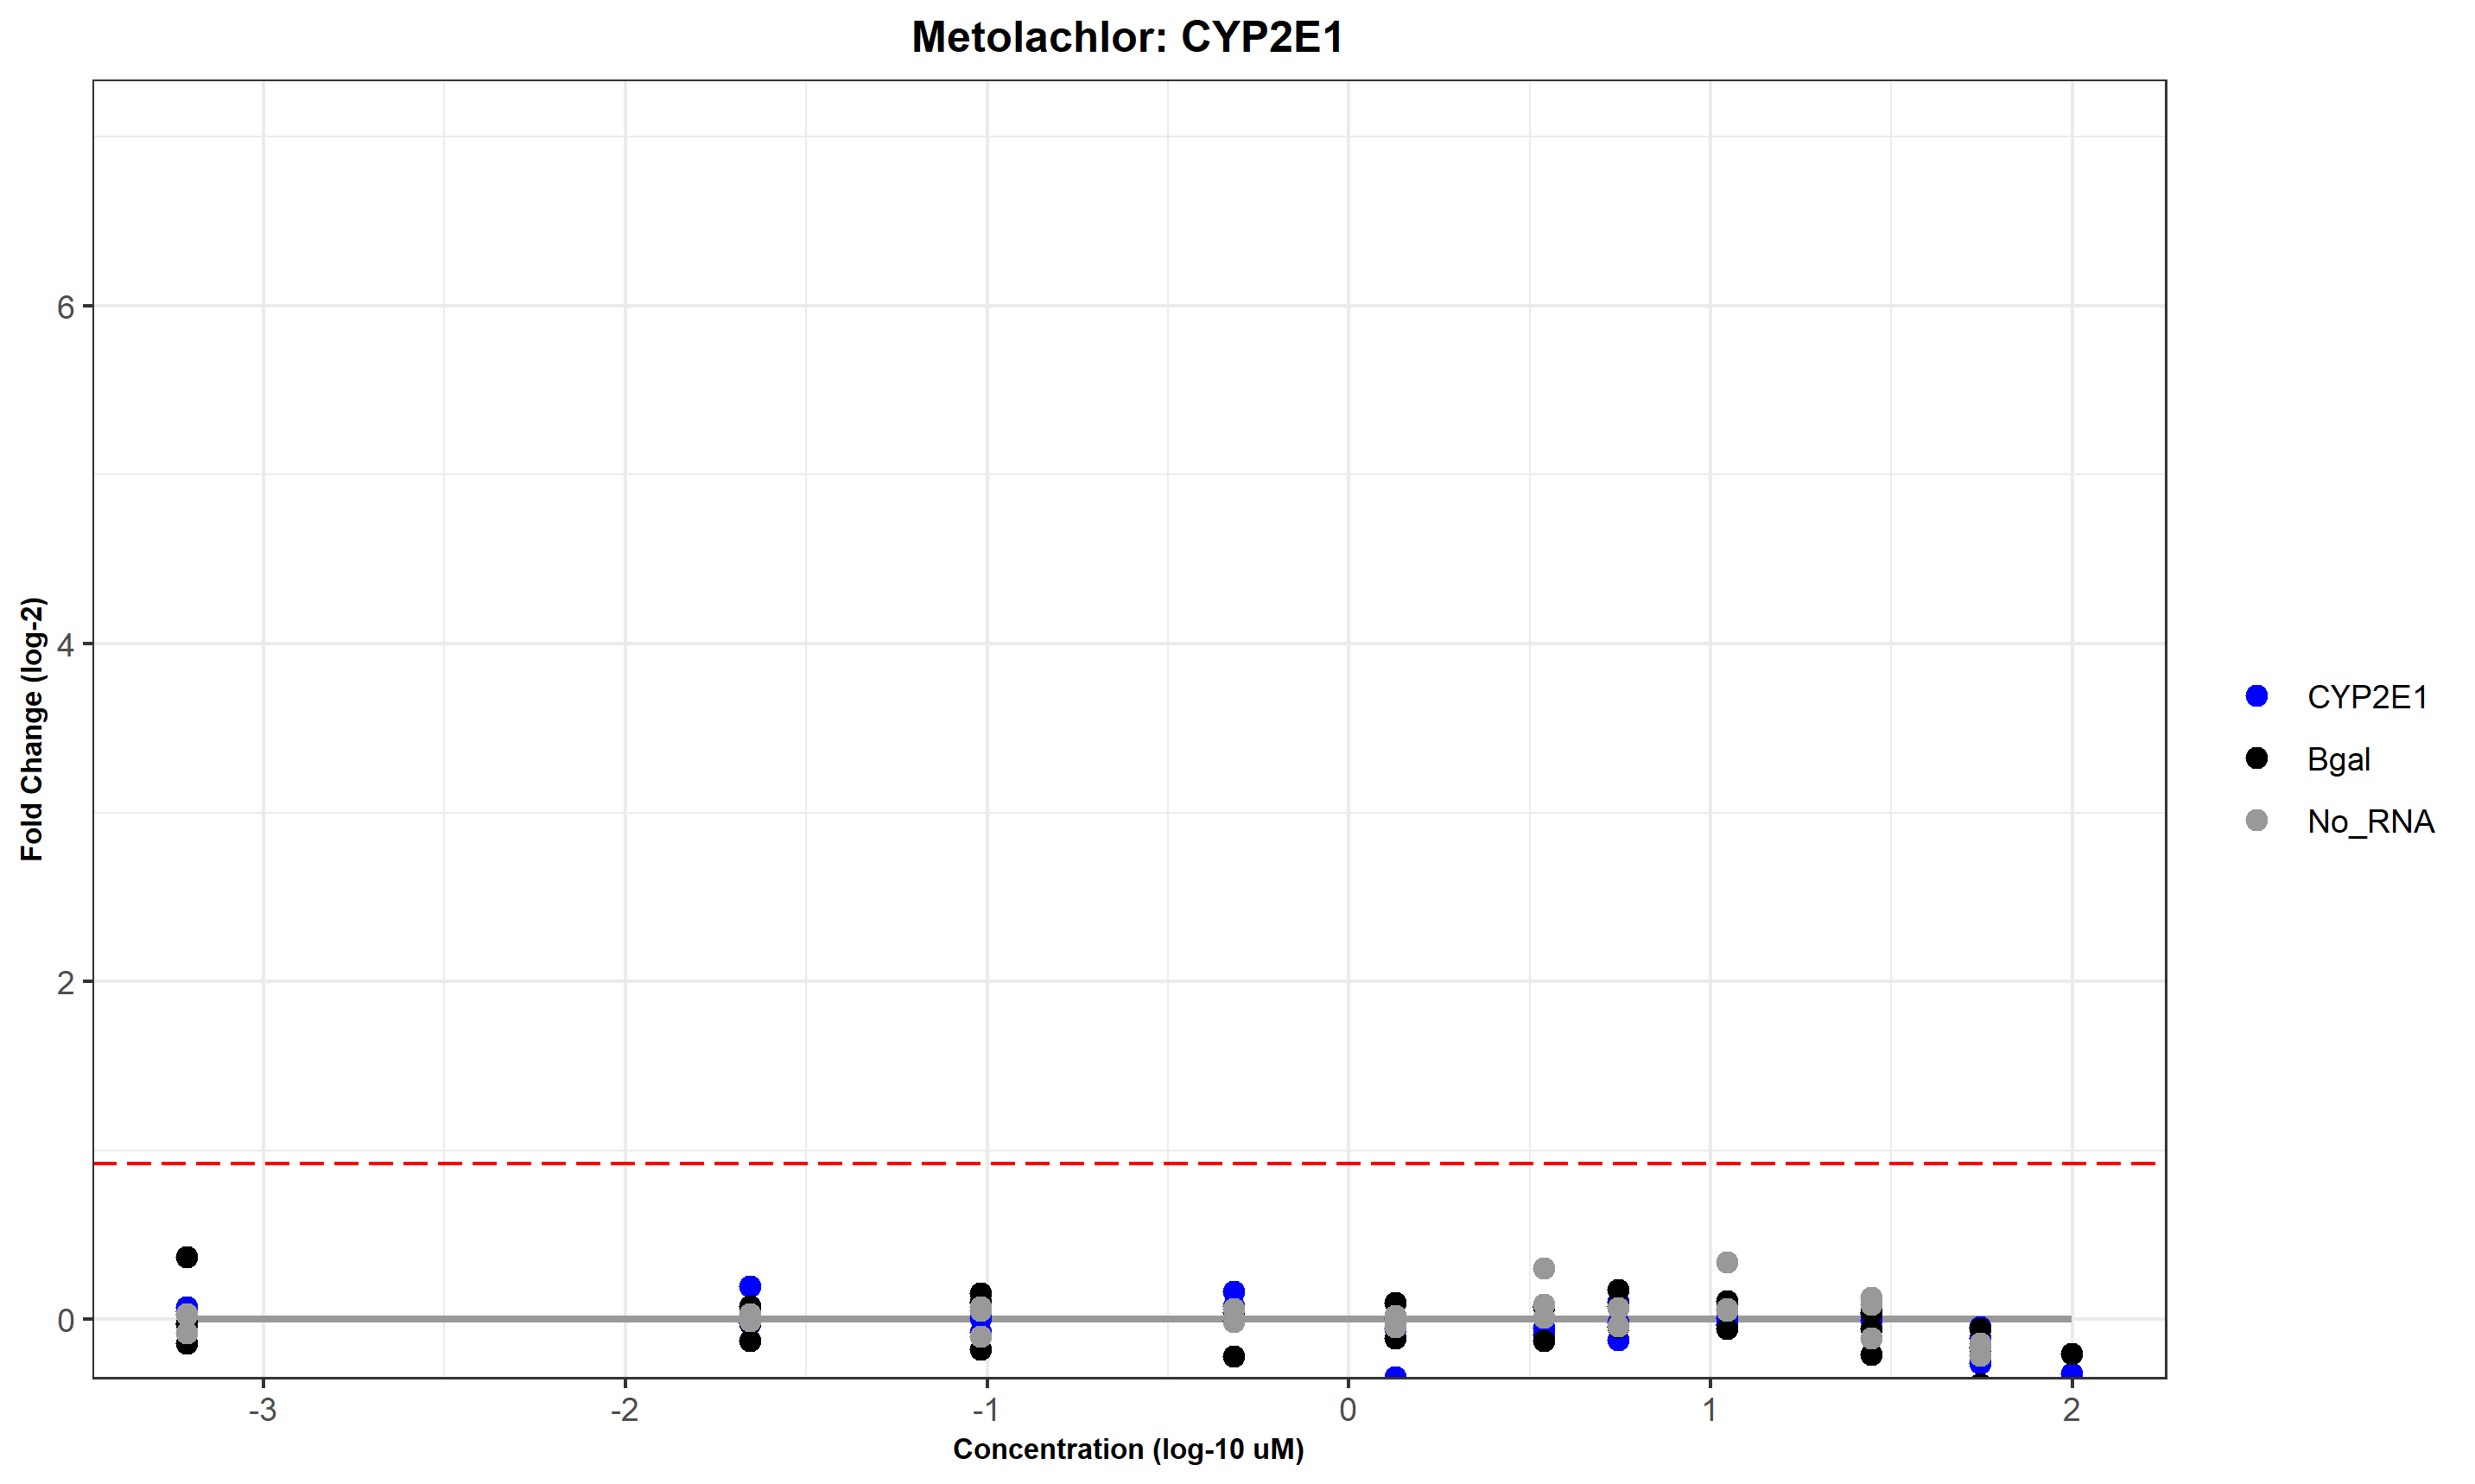 Metolachlor: CYP2E1
Fold Change (log-2)
6
4
2
0
-3
-2
-1
0
1
2
Concentration (log-10 uM)
CYP2E1
Bgal
No_RNA